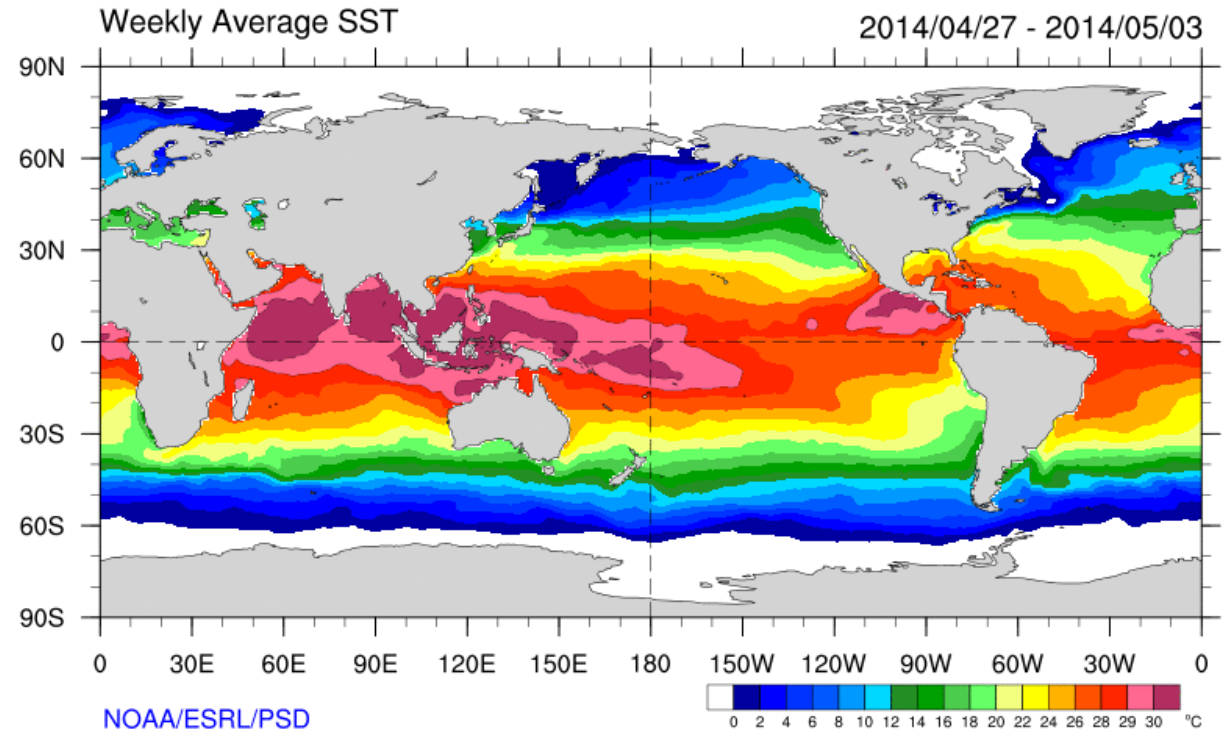 Weekly Average SST 2014/04/27 - 2014/05/03
90N
60N
30N
0
30S
60S
90S
0 30E 60E 90E 120E 150E 180 150W 120W 90W 60W 30W 0
NOAA/ESRL/PSD
0 2 4 6 8 10 12 14 16 18 20 22 24 26 28 29 30 °C